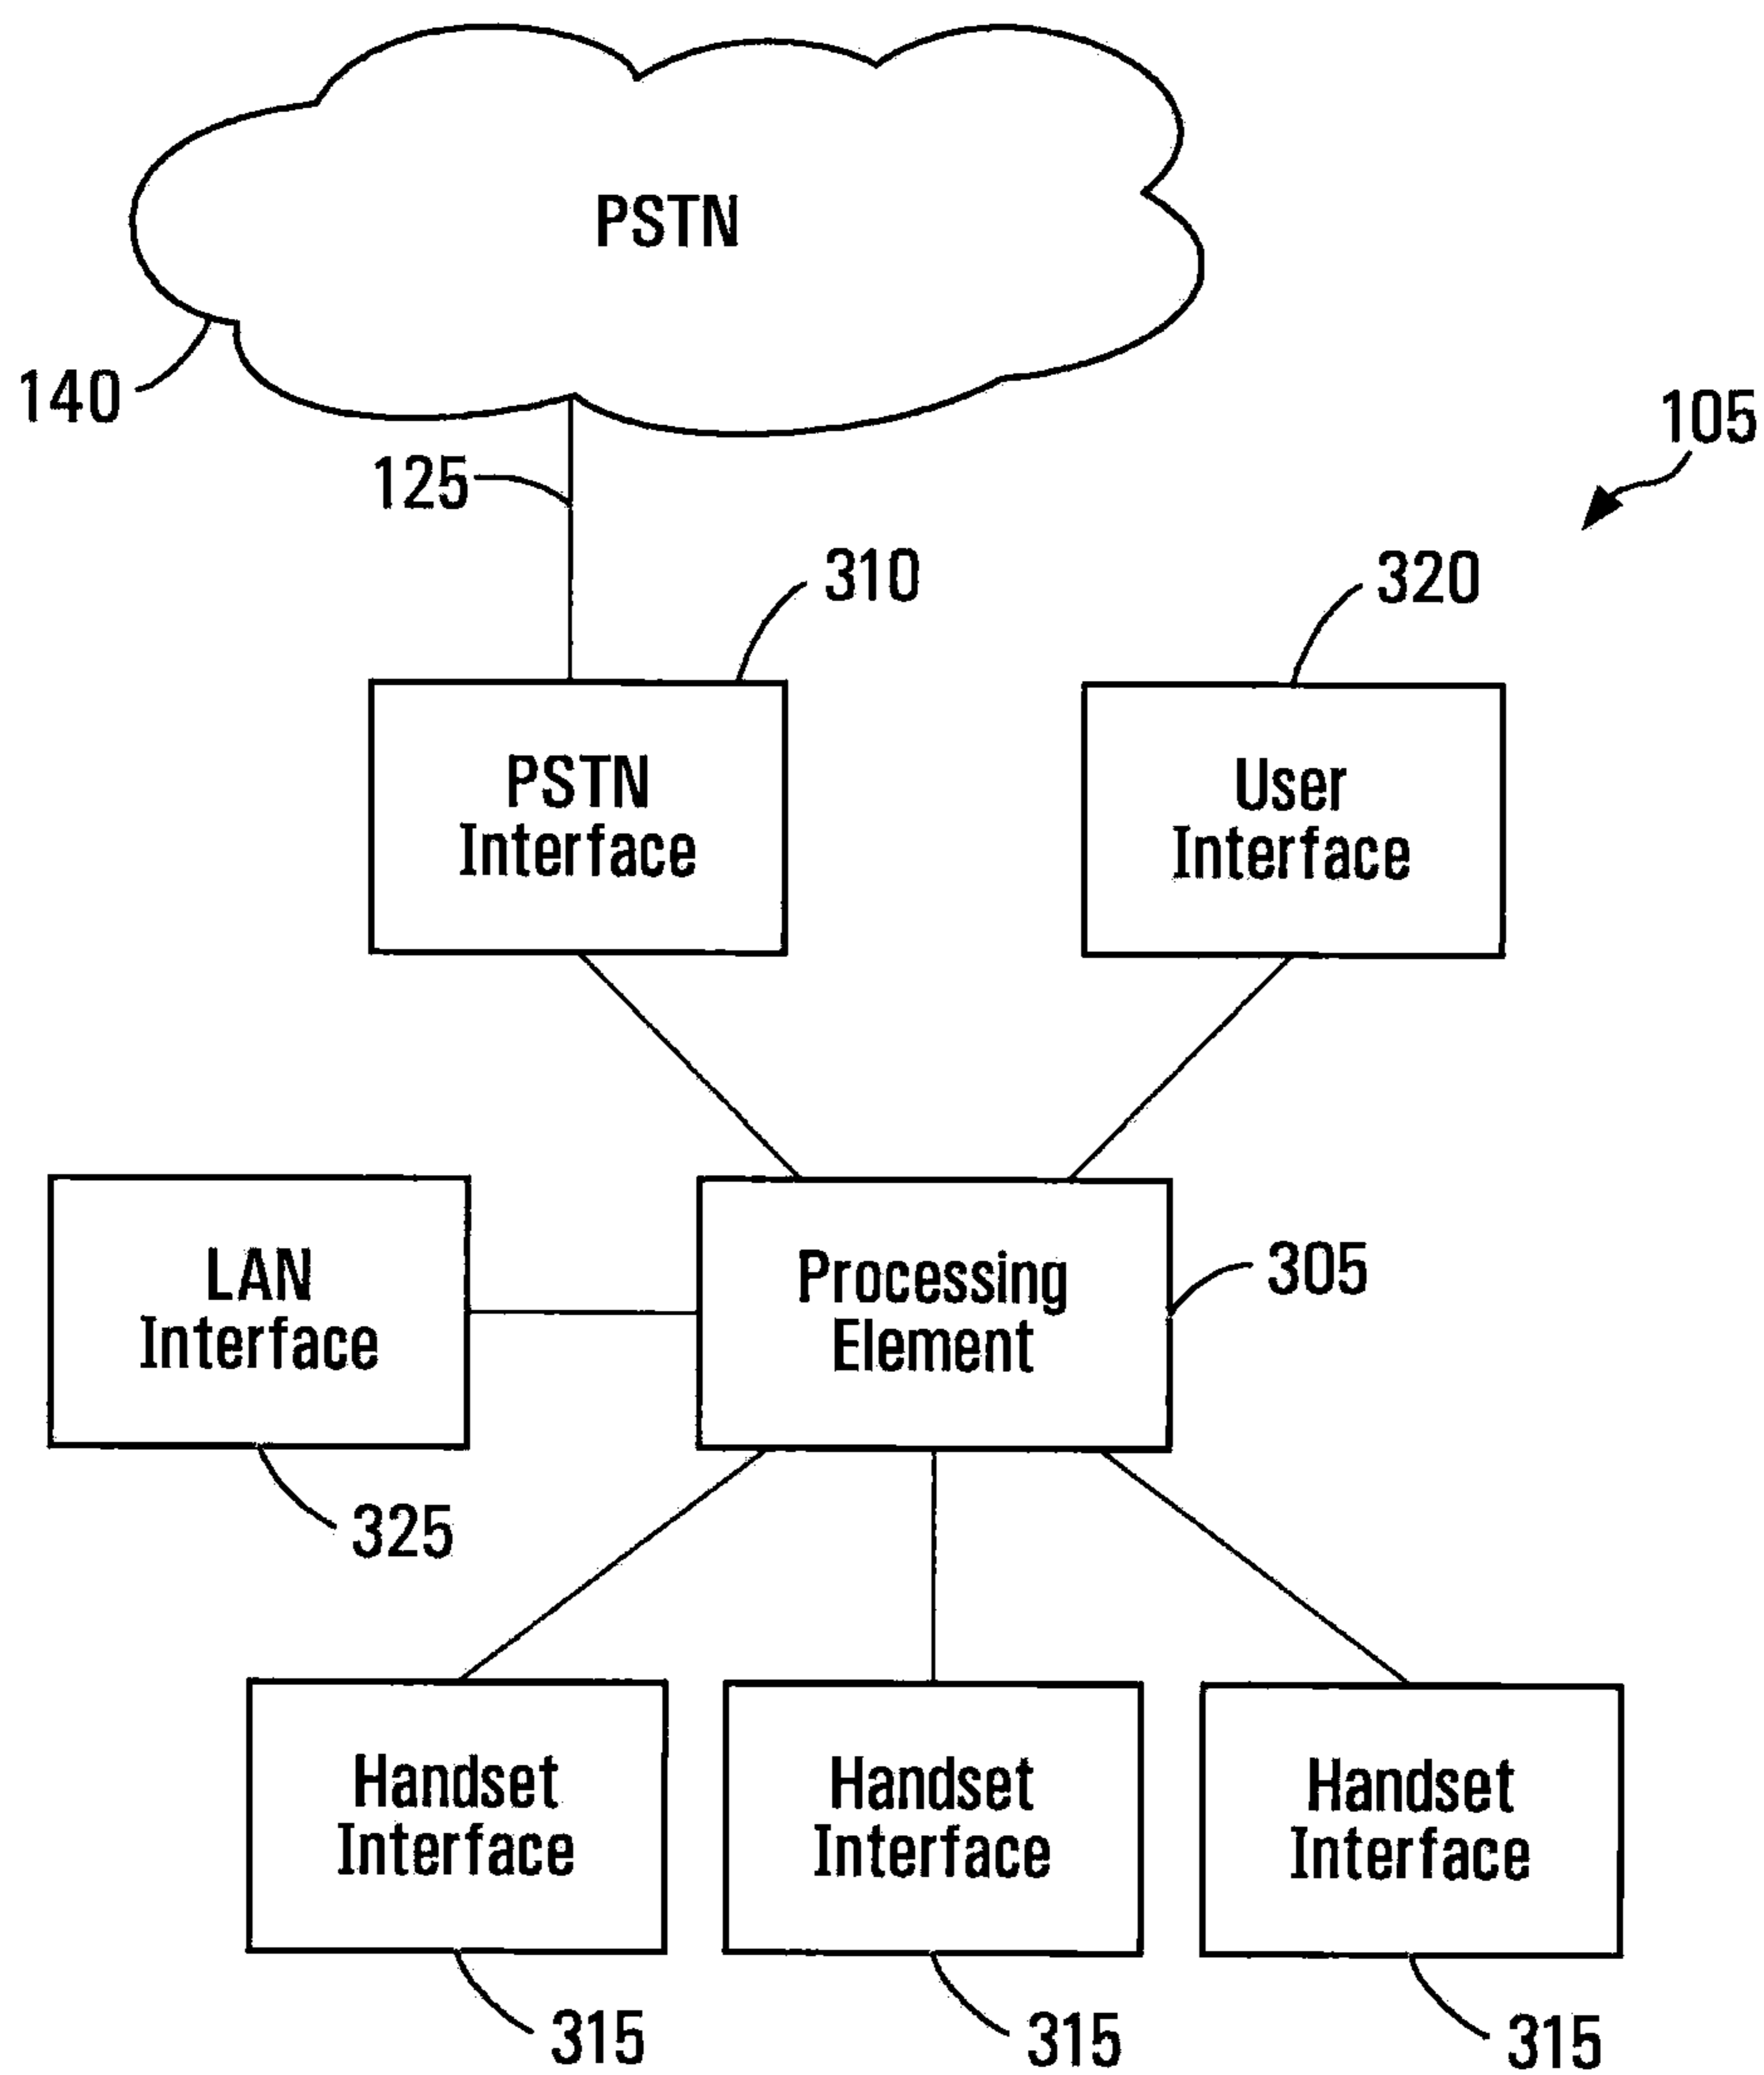 PSTN
140
105
125
310
320
PSTN
Interface
User
Interface
LAN
Interface
Processing
Element
305
325
Handset
Interface
Handset
Interface
Handset
Interface
315
315
315